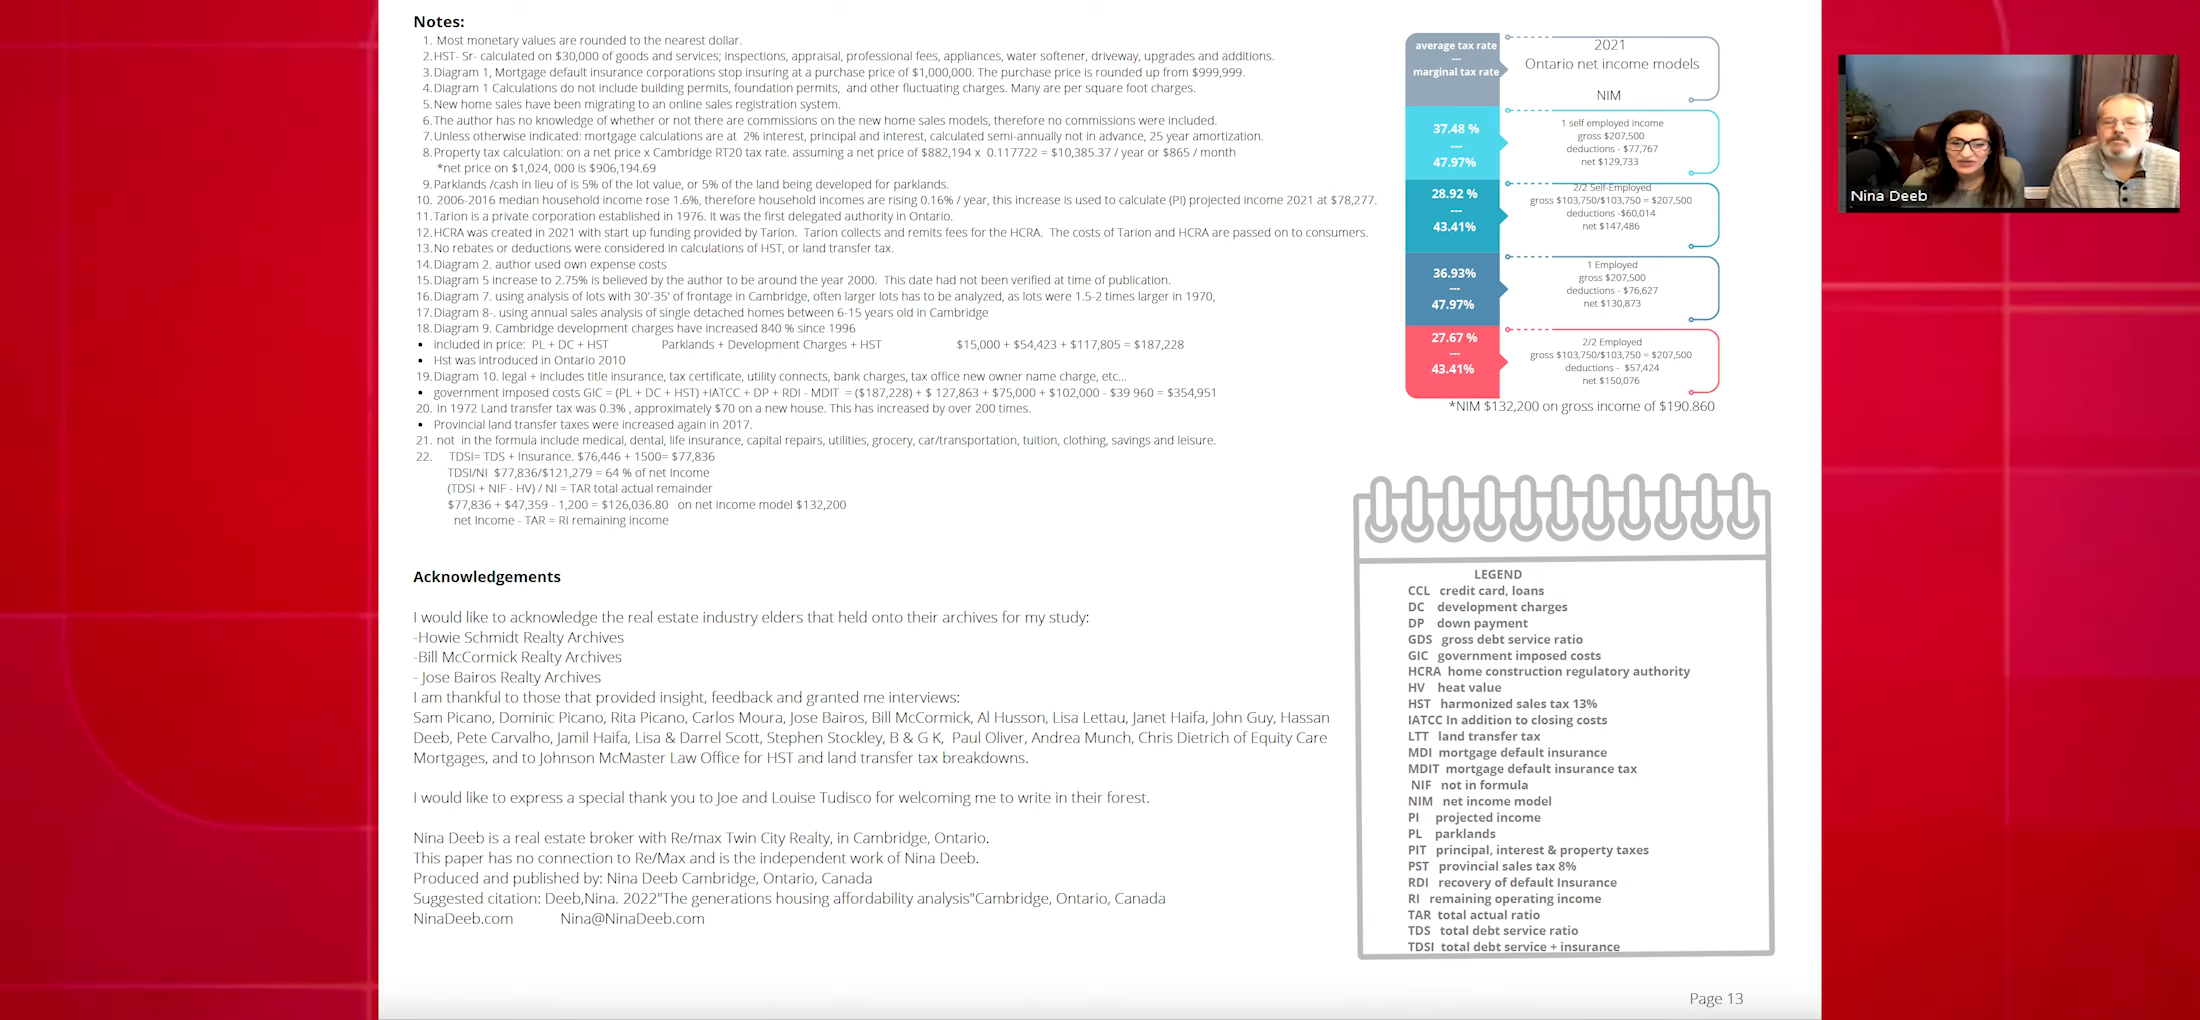 Notes:
1. Most monetary values are rounded to the nearest dollar.
2. HST- Sr- calculated on $30,000 of goods and services; inspections, appraisal, professional fees, appliances, water softener, driveway, upgrades and additions.
3. Diagram 1, Mortgage default insurance corporations stop insuring at a purchase price of $1,000,000. The purchase price is rounded up from $999,999.
4. Diagram 1 Calculations do not include building permits, foundation permits, and other fluctuating charges. Many are per square foot charges.
5. New home sales have been migrating to an online sales registration system.
6. The author has no knowledge of whether or not there are commissions on the new home sales models, therefore no commissions were included.
7. Unless otherwise indicated: mortgage calculations are at 2% interest, principal and interest, calculated semi-annually not in advance, 25 year amortization.
8. Property tax calculation: on a net price x Cambridge RT20 tax rate. assuming a net price of $882,194 x 0.117722 = $10,385.37 / year or $865 / month
*net price on $1,024, 000 is $906,194.69
9. Parklands /cash in lieu of is 5% of the lot value, or 5% of the land being developed for parklands.
10. 2006-2016 median household income rose 1.6%, therefore household incomes are rising 0.16% / year, this increase is used to calculate (PI) projected income 2021 at $78,277.
11. Tarion is a private corporation established in 1976. It was the first delegated authority in Ontario.
12. HCRA was created in 2021 with start up funding provided by Tarion. Tarion collects and remits fees for the HCRA. The costs of Tarion and HCRA are passed on to consumers.
13. No rebates or deductions were considered in calculations of HST, or land transfer tax.
14. Diagram 2. author used own expense costs
15. Diagram 5 increase to 2.75% is believed by the author to be around the year 2000. This date had not been verified at time of publication.
16. Diagram 7. using analysis of lots with 30'-35' of frontage in Cambridge, often larger lots has to be analyzed, as lots were 1.5-2 times larger in 1970,
17. Diagram 8-. using annual sales analysis of single detached homes between 6-15 years old in Cambridge
18. Diagram 9. Cambridge development charges have increased 840 % since 1996
• included in price: PL + DC + HST Parklands + Development Charges + HST $15,000 + $54,423 + $117,805 = $187,228
• Hst was introduced in Ontario 2010
19. Diagram 10. legal + includes title insurance, tax certificate, utility connects, bank charges, tax office new owner name charge, etc...
• government imposed costs GIC = (PL + DC + HST) +IATCC + DP + RDI - MDIT = ($187,228) + $ 127,863 + $75,000 + $102,000 - $39 960 = $354,951
20. In 1972 Land transfer tax was 0.3% , approximately $70 on a new house. This has increased by over 200 times.
• Provincial land transfer taxes were increased again in 2017.
21. not in the formula include medical, dental, life insurance, capital repairs, utilities, grocery, car/transportation, tuition, clothing, savings and leisure.
22. TDSI= TDS + Insurance. $76,446 + 1500= $77,836
TDSI/NI $77,836/$121,279 = 64 % of net Income
(TDSI + NIF - HV) / NI = TAR total actual remainder
$77,836 + $47,359 - 1,200 = $126,036.80 on net income model $132,200
net Income - TAR = RI remaining income
Acknowledgements
I would like to acknowledge the real estate industry elders that held onto their archives for my study:
-Howie Schmidt Realty Archives
-Bill McCormick Realty Archives
- Jose Bairos Realty Archives
I am thankful to those that provided insight, feedback and granted me interviews:
Sam Picano, Dominic Picano, Rita Picano, Carlos Moura, Jose Bairos, Bill McCormick, Al Husson, Lisa Lettau, Janet Haifa, John Guy, Hassan
Deeb, Pete Carvalho, Jamil Haifa, Lisa & Darrel Scott, Stephen Stockley, B & G K, Paul Oliver, Andrea Munch, Chris Dietrich of Equity Care
Mortgages, and to Johnson McMaster Law Office for HST and land transfer tax breakdowns.
I would like to express a special thank you to Joe and Louise Tudisco for welcoming me to write in their forest.
Nina Deeb is a real estate broker with Re/max Twin City Realty, in Cambridge, Ontario.
This paper has no connection to Re/Max and is the independent work of Nina Deeb.
Produced and published by: Nina Deeb Cambridge, Ontario, Canada
Suggested citation: Deeb,Nina. 2022"The generations housing affordability analysis"Cambridge, Ontario, Canada
NinaDeeb.com Nina@NinaDeeb.com
average tax rate
---
marginal tax rate
2021
Ontario net income models
NIM
37.48 %
---
47.97%
1 self employed income
gross $207,500
deductions - $77,767
net $129,733
28.92 %
---
43.41%
2/2 Self-Employed
gross $103,750/$103,750 = $207,500
deductions -$60,014
net $147,486
36.93%
---
47.97%
1 Employed
gross $207,500
deductions - $76,627
net $130,873
27.67 %
---
43.41%
2/2 Employed
gross $103,750/$103,750 = $207,500
deductions - $57,424
net $150,076
*NIM $132,200 on gross income of $190.860
LEGEND
CCL credit card, loans
DC development charges
DP down payment
GDS gross debt service ratio
GIC government imposed costs
HCRA home construction regulatory authority
HV heat value
HST harmonized sales tax 13%
IATCC In addition to closing costs
LTT land transfer tax
MDI mortgage default insurance
MDIT mortgage default insurance tax
NIF not in formula
NIM net income model
PI projected income
PL parklands
PIT principal, interest & property taxes
PST provincial sales tax 8%
RDI recovery of default Insurance
RI remaining operating income
TAR total actual ratio
TDS total debt service ratio
TDSI total debt service + insurance
Page 13
Nina Deeb